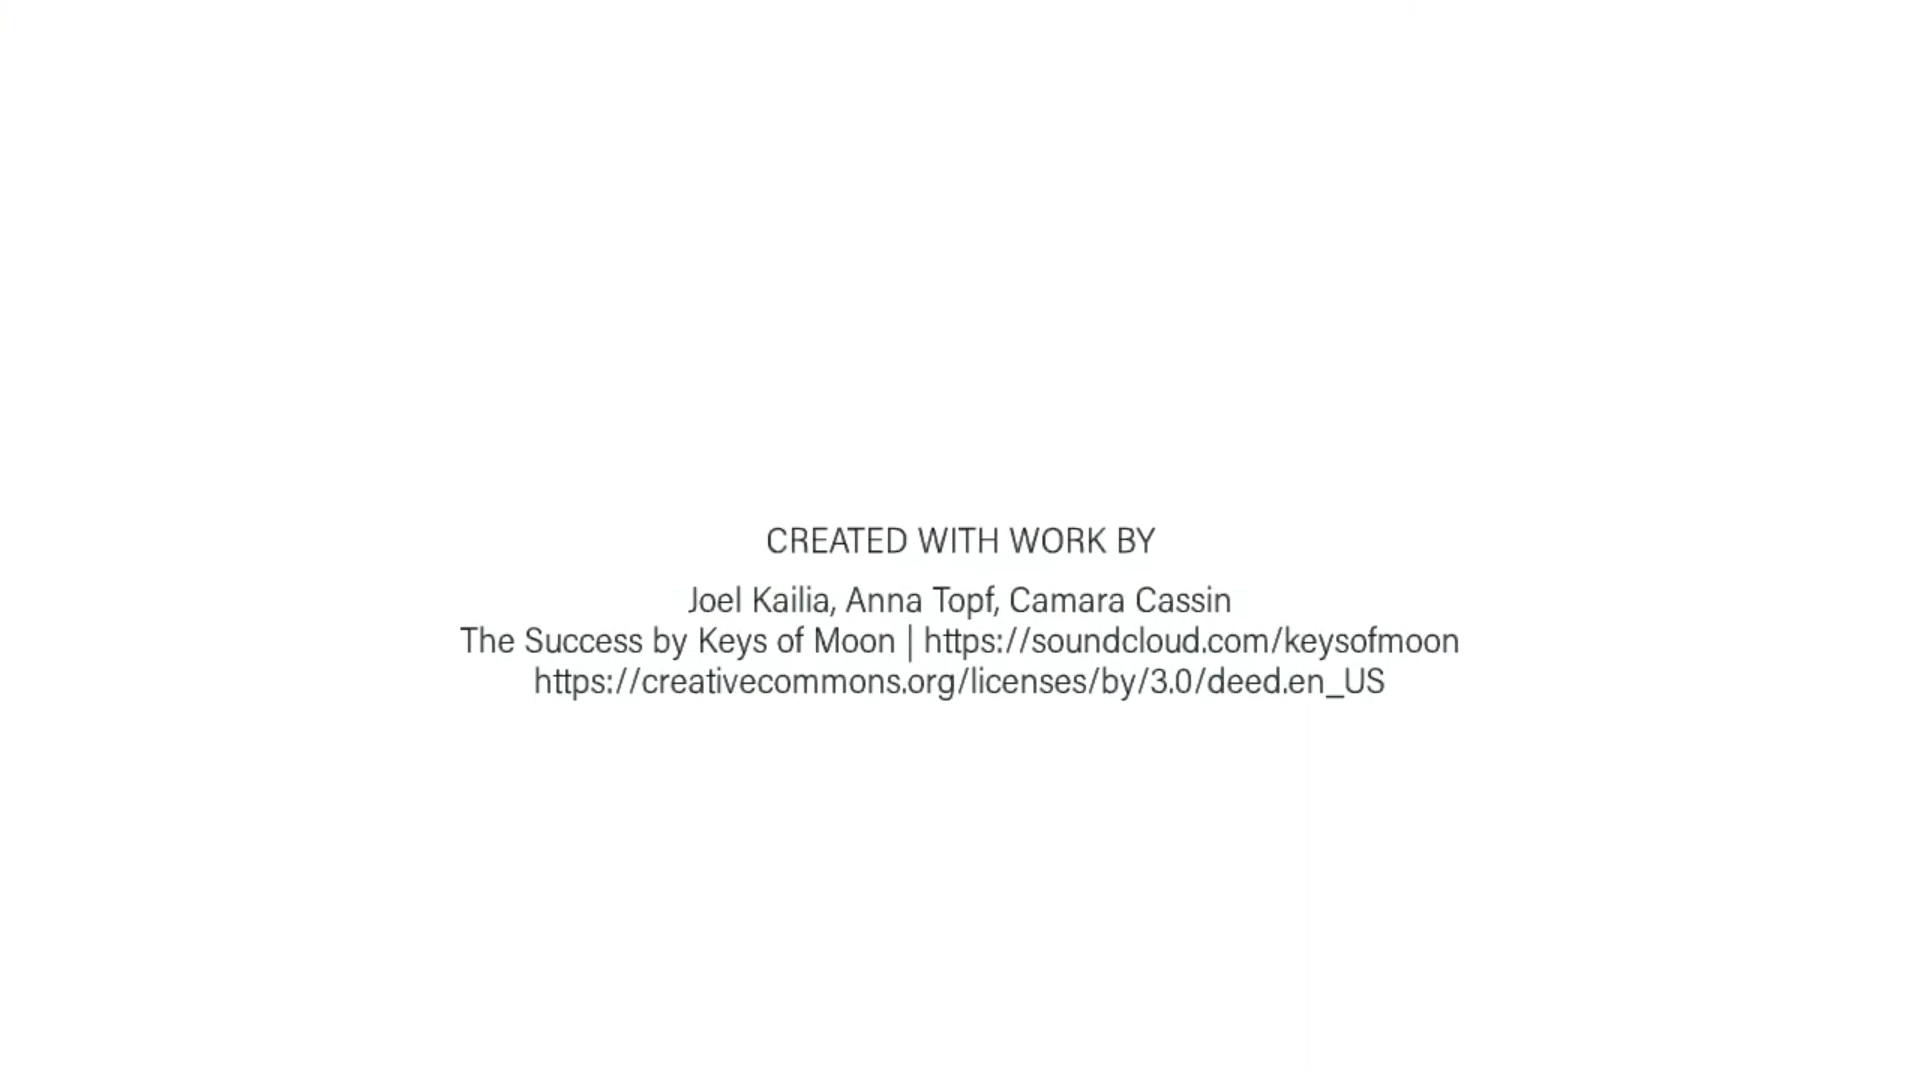 CREATED WITH WORK BY
Joel Kailia, Anna Topf, Camara Cassin
The Success by Keys of Moon | https://soundcloud.com/keysofmoon
https://creativecommons.org/licenses/by/3.0/deed.en_US